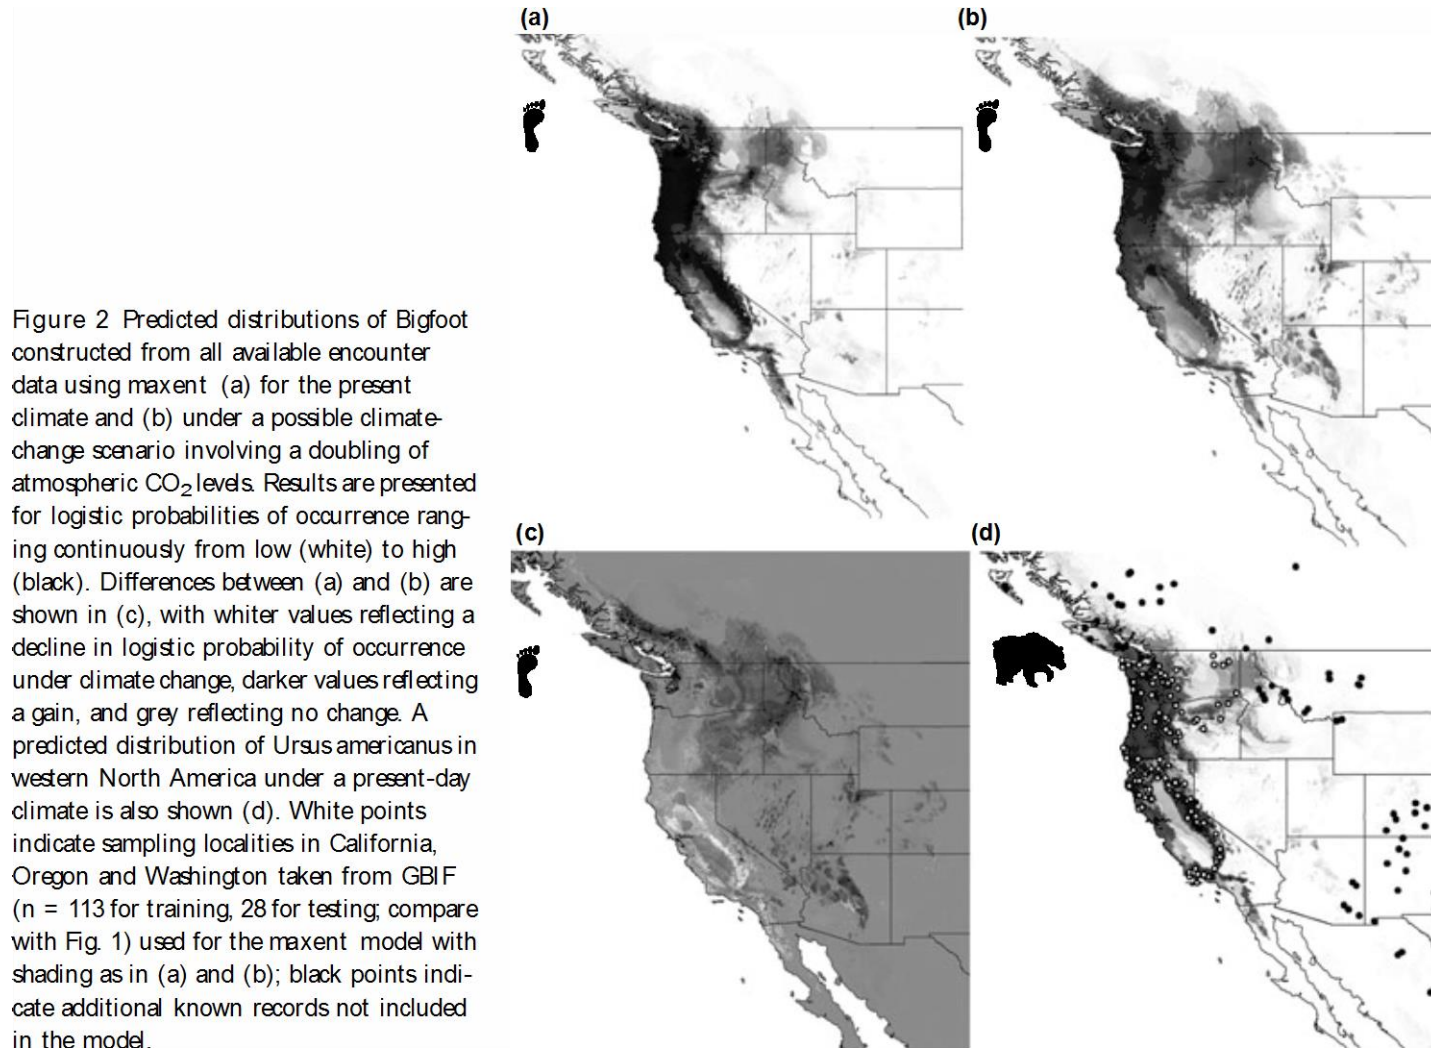 (a)
(b)
Figure 2 Predicted distributions of Bigfoot
constructed from all available encounter
data using maxent (a) for the present
climate and (b) under a possible climate-
change scenario involving a doubling of
atmospheric CO2 levels. Results are presented
for logistic probabilities of occurrence rang-
ing continuously from low (white) to high
(black). Differences between (a) and (b) are
shown in (c), with whiter values reflecting a
decline in logistic probability of occurrence
under climate change, darker values reflecting
a gain, and grey reflecting no change. A
predicted distribution of Ursus americanus in
western North America under a present-day
climate is also shown (d). White points
indicate sampling localities in California,
Oregon and Washington taken from GBIF
(n = 113 for training, 28 for testing; compare
with Fig. 1) used for the maxent model with
shading as in (a) and (b); black points indi-
cate additional known records not included
in the model.
(c)
(d)